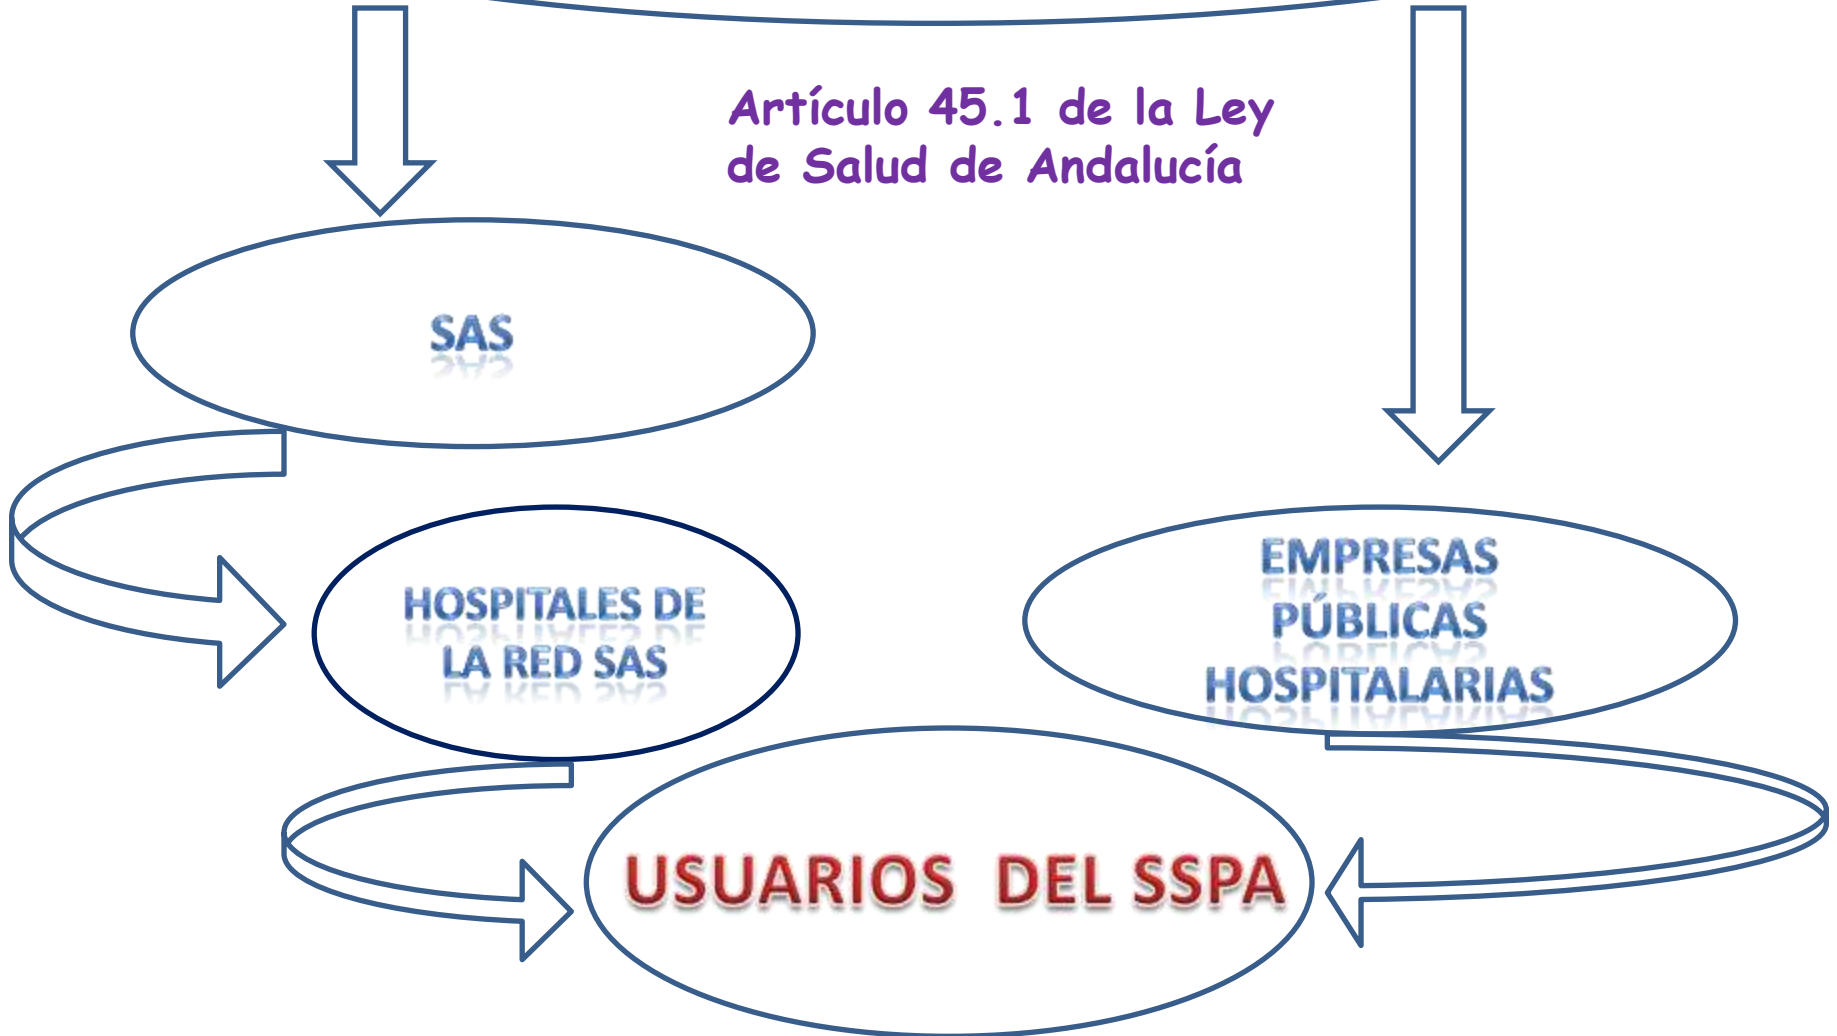 Artículo 45.1 de la Ley
de Salud de Andalucía
SAS
HOSPITALES DE
LA RED SAS
EMPRESAS
PÚBLICAS
HOSPITALARIAS
USUARIOS DEL SSPA